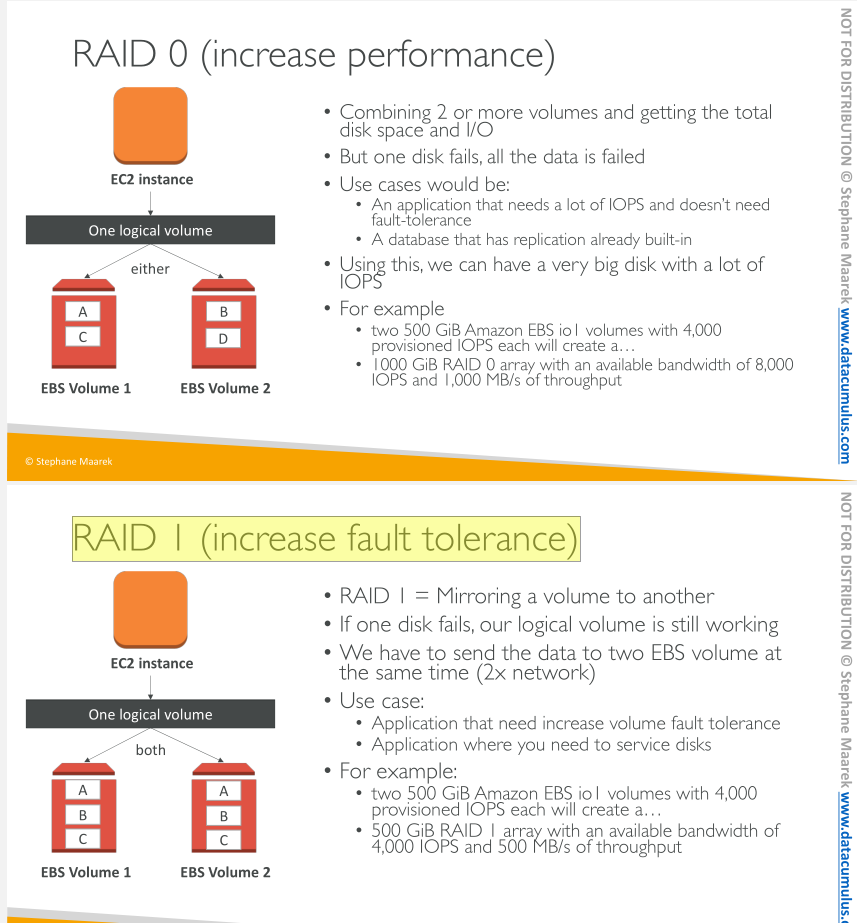 RAID 0 (increase performance)
EC2 instance
One logical volume
either
A
B
C
D
EBS Volume 1
EBS Volume 2
• Combining 2 or more volumes and getting the total
disk space and I/O
• But one disk fails, all the data is failed
• Use cases would be:
• An application that needs a lot of IOPS and doesn't need
fault-tolerance
• A database that has replication already built-in
• Using this, we can have a very big disk with a lot of
IOPS
• For example
• two 500 GiB Amazon EBS io1 volumes with 4,000
provisioned IOPS each will create a…
• 1000 GiB RAID 0 array with an available bandwidth of 8,000
IOPS and 1,000 MB/s of throughput
© Stephane Maarek
NOT FOR DISTRIBUTION © Stephane Maarek www.datacumulus.com
RAID 1 (increase fault tolerance)
EC2 instance
One logical volume
both
A
A
B
B
C
C
EBS Volume 1
EBS Volume 2
• RAID 1 = Mirroring a volume to another
• If one disk fails, our logical volume is still working
• We have to send the data to two EBS volume at
the same time (2x network)
• Use case:
• Application that need increase volume fault tolerance
• Application where you need to service disks
• For example:
• two 500 GiB Amazon EBS io1 volumes with 4,000
provisioned IOPS each will create a…
• 500 GiB RAID 1 array with an available bandwidth of
4,000 IOPS and 500 MB/s of throughput
NOT FOR DISTRIBUTION © Stephane Maarek www.datacumulus.c